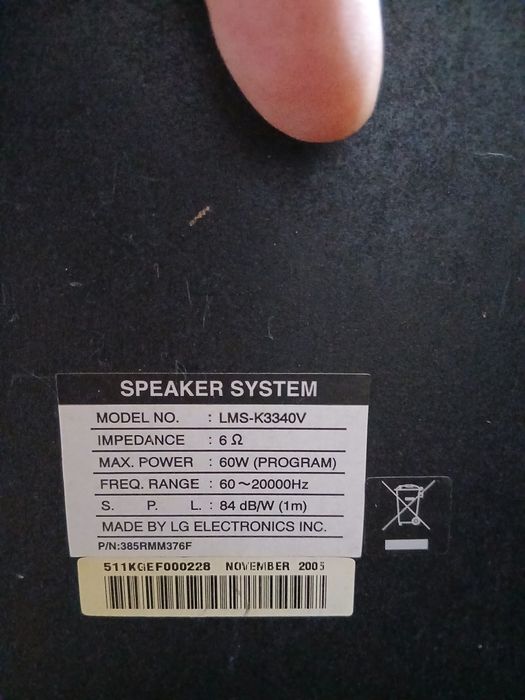 SPEAKER SYSTEM
MODEL NO. : LMS-K3340V
IMPEDANCE : 6 Ω
MAX. POWER : 60W (PROGRAM)
FREQ. RANGE : 60~20000Hz
S. P. L. : 84 dB/W (1m)
MADE BY LG ELECTRONICS INC.
P/N:385RMM376F
511KGEF000228 NOVEMBER 2005